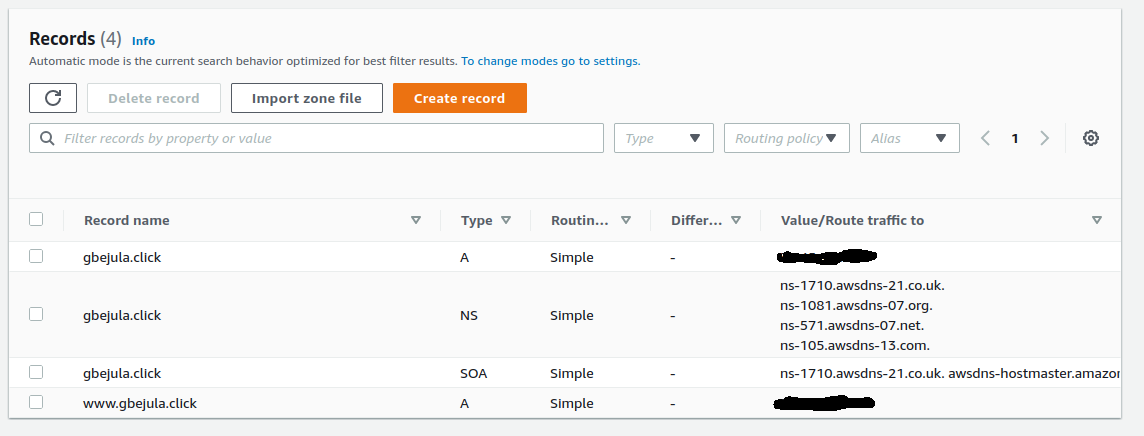 Records (4) Info
Automatic mode is the current search behavior optimized for best filter results. To change modes go to settings.
Delete record Import zone file Create record
Filter records by property or value Type Routing policy Alias 1
Record name Type Routin... Differ... Value/Route traffic to
gbejula.click A Simple -
gbejula.click NS Simple - ns-1710.awsdns-21.co.uk.
ns-1081.awsdns-07.org.
ns-571.awsdns-07.net.
ns-105.awsdns-13.com.
gbejula.click SOA Simple - ns-1710.awsdns-21.co.uk. awsdns-hostmaster.amazon
www.gbejula.click A Simple -